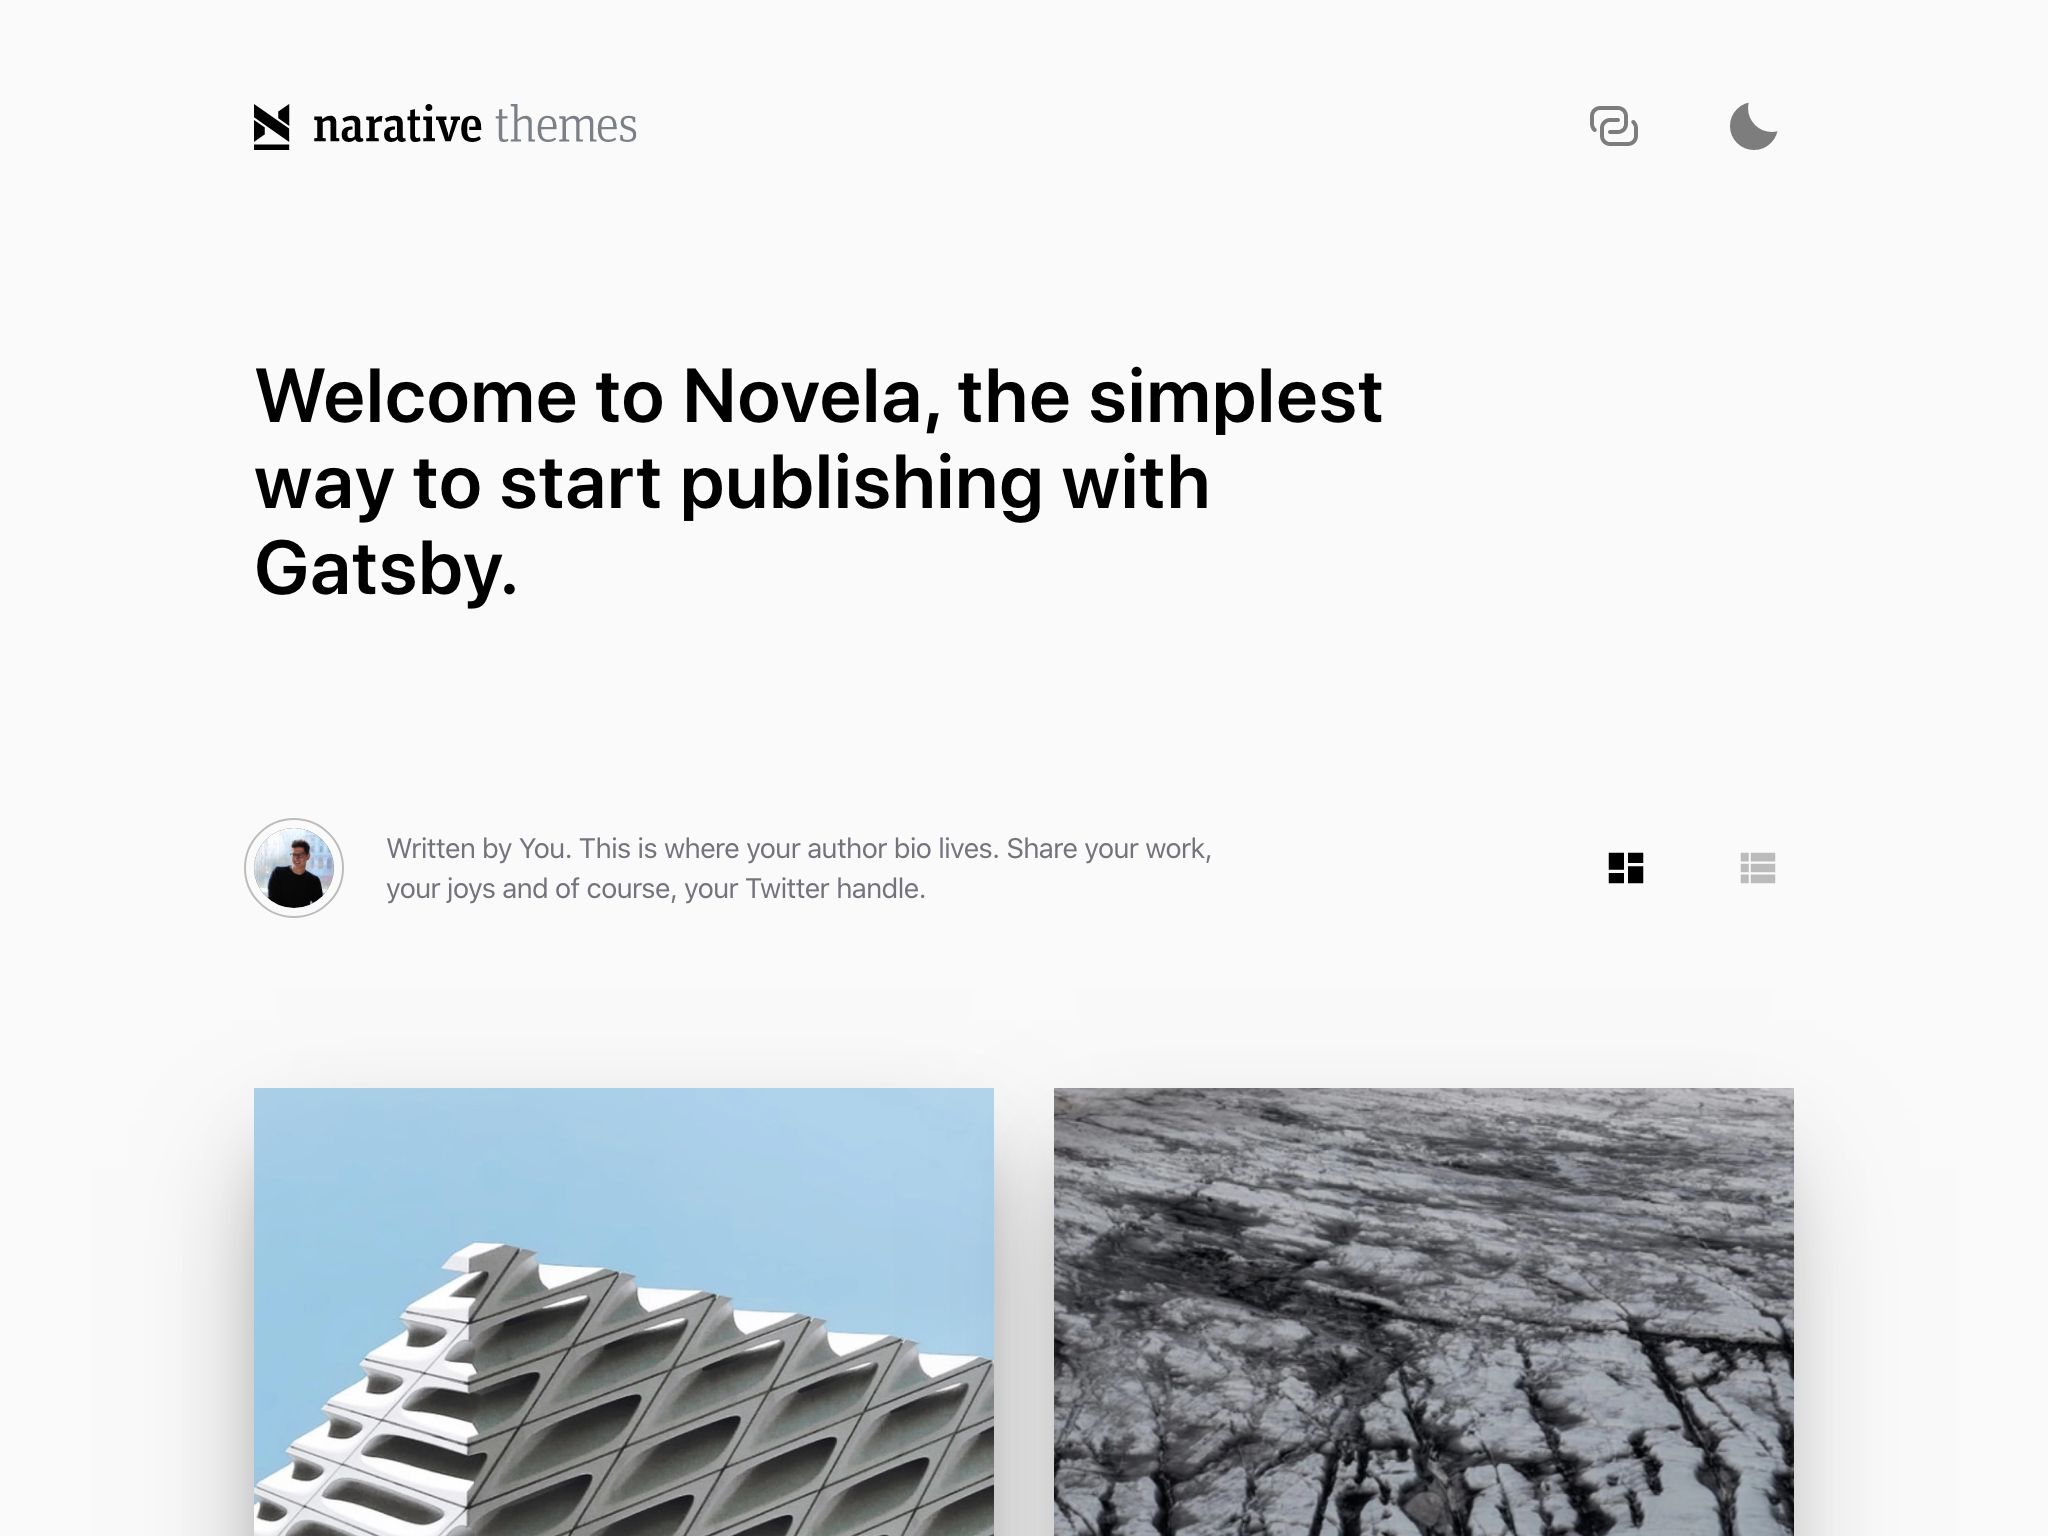 narative themes
Welcome to Novela, the simplest
way to start publishing with
Gatsby.
Written by You. This is where your author bio lives. Share your work,
your joys and of course, your Twitter handle.